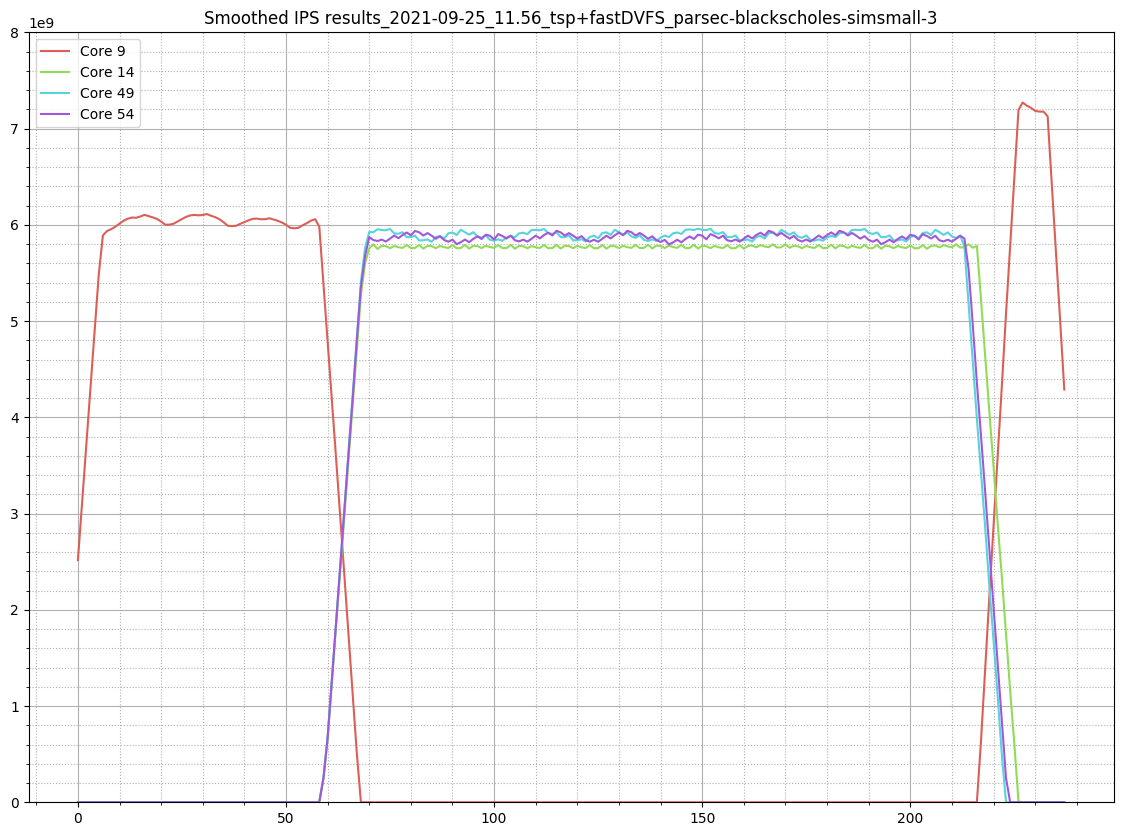 Smoothed IPS results_2021-09-25_11.56_tsp+fastDVFS_parsec-blackscholes-simsmall-3
1e9
Core 9
Core 14
Core 49
Core 54
8
7
6
5
4
3
2
1
0
0 50 100 150 200